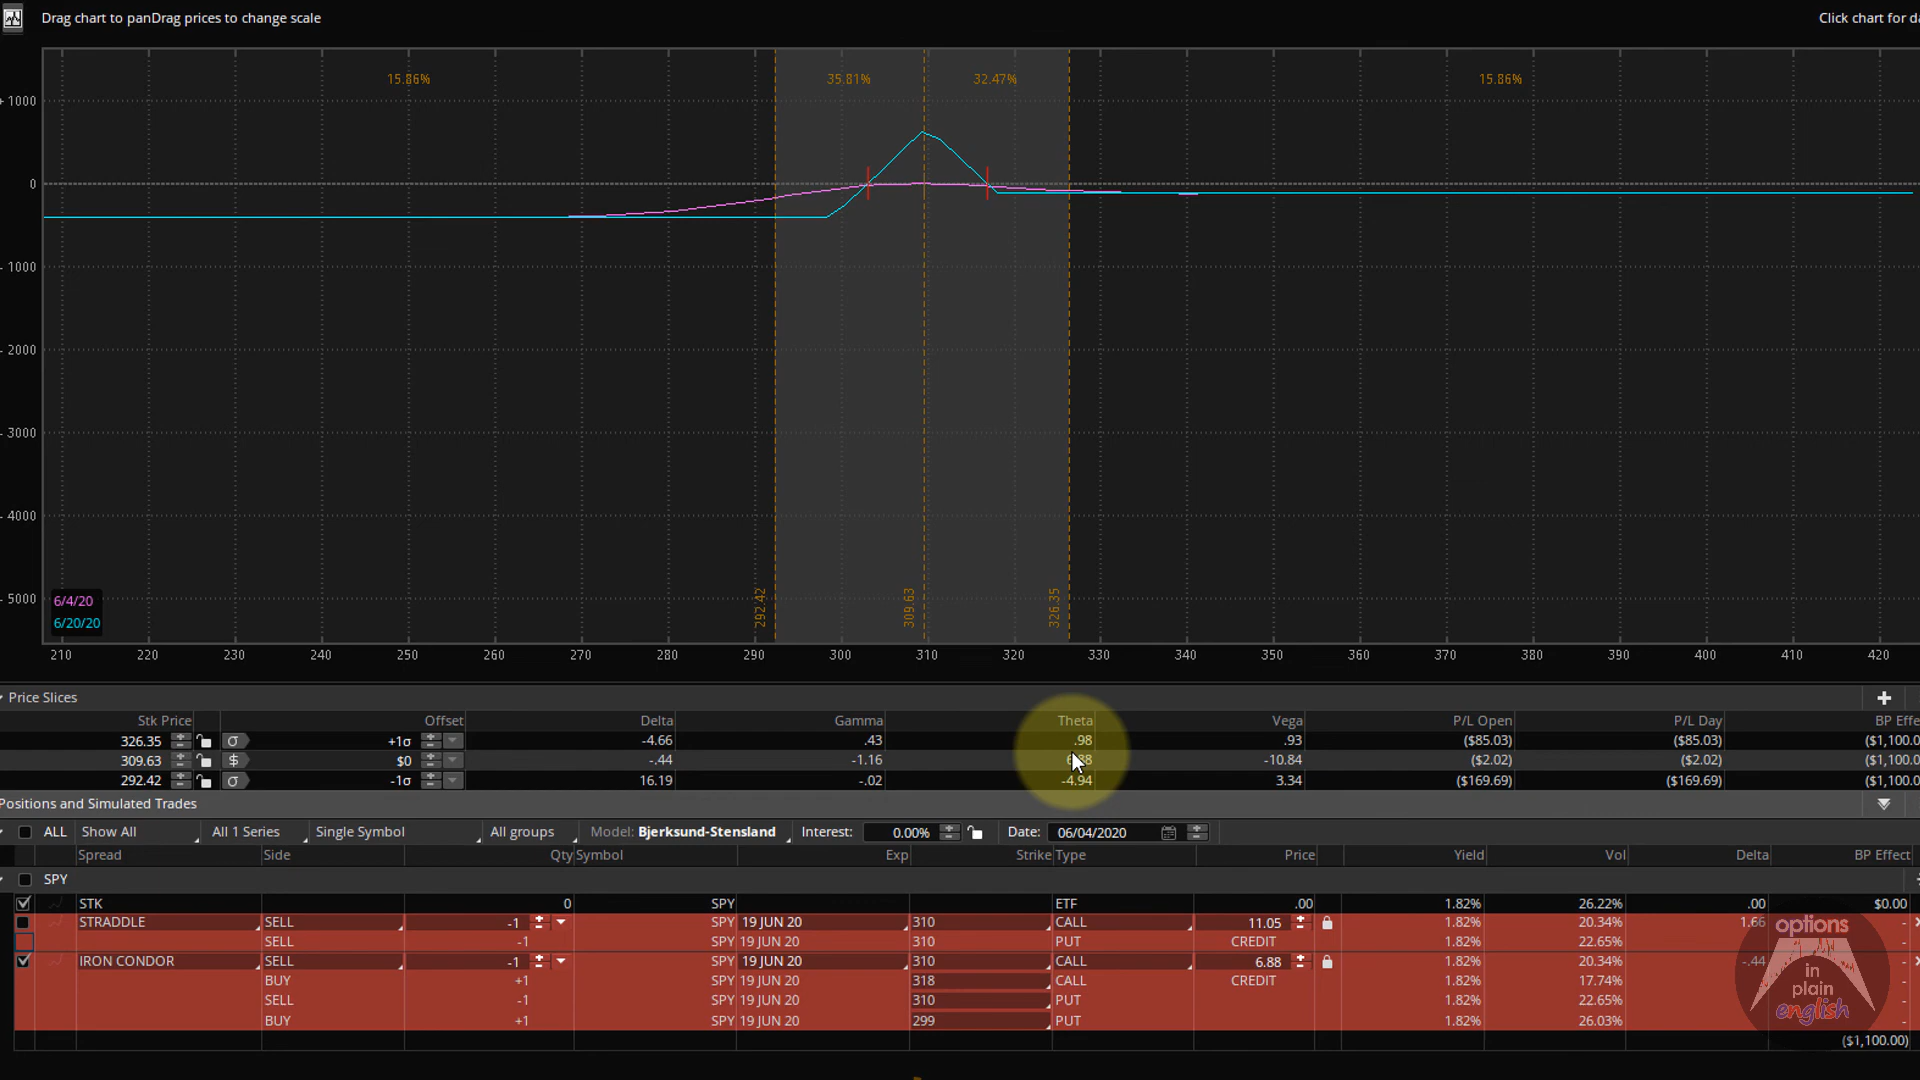 Drag chart to panDrag prices to change scale Click chart for da
15.86% 35.81% 32.47% 15.86%
+ 1000
0
- 1000
- 2000
- 3000
- 4000
- 5000
292.42 309.63 326.35
6/4/20
6/20/20
210 220 230 240 250 260 270 280 290 300 310 320 330 340 350 360 370 380 390 400 410 420
Price Slices
Stk Price Offset Delta Gamma Theta Vega P/L Open P/L Day BP Effe
326.35 σ +1σ -4.66 .43 .98 .93 ($85.03) ($85.03) ($1,100.0
309.63 $ $0 -.44 -1.16 -10.84 ($2.02) ($2.02) ($1,100.0
292.42 σ -1σ 16.19 -.02 -4.94 3.34 ($169.69) ($169.69) ($1,100.0
Positions and Simulated Trades
ALL Show All All 1 Series Single Symbol All groups Model: Bjerksund-Stensland Interest: 0.00% Date: 06/04/2020
Spread Side Qty Symbol Exp Strike Type Price Yield Vol Delta BP Effect
SPY
STK 0 SPY ETF .00 1.82% 26.22% .00 $0.00
STRADDLE SELL -1 SPY 19 JUN 20 310 CALL 11.05 1.82% 20.34% 1.66 -
SELL -1 SPY 19 JUN 20 310 PUT CREDIT 1.82% 22.65%
IRON CONDOR SELL -1 SPY 19 JUN 20 310 CALL 6.88 1.82% 20.34% -.44 -
BUY +1 SPY 19 JUN 20 318 CALL CREDIT 1.82% 17.74%
SELL -1 SPY 19 JUN 20 310 PUT 1.82% 22.65%
BUY +1 SPY 19 JUN 20 299 PUT 1.82% 26.03%
($1,100.00)
options
in
plain
english